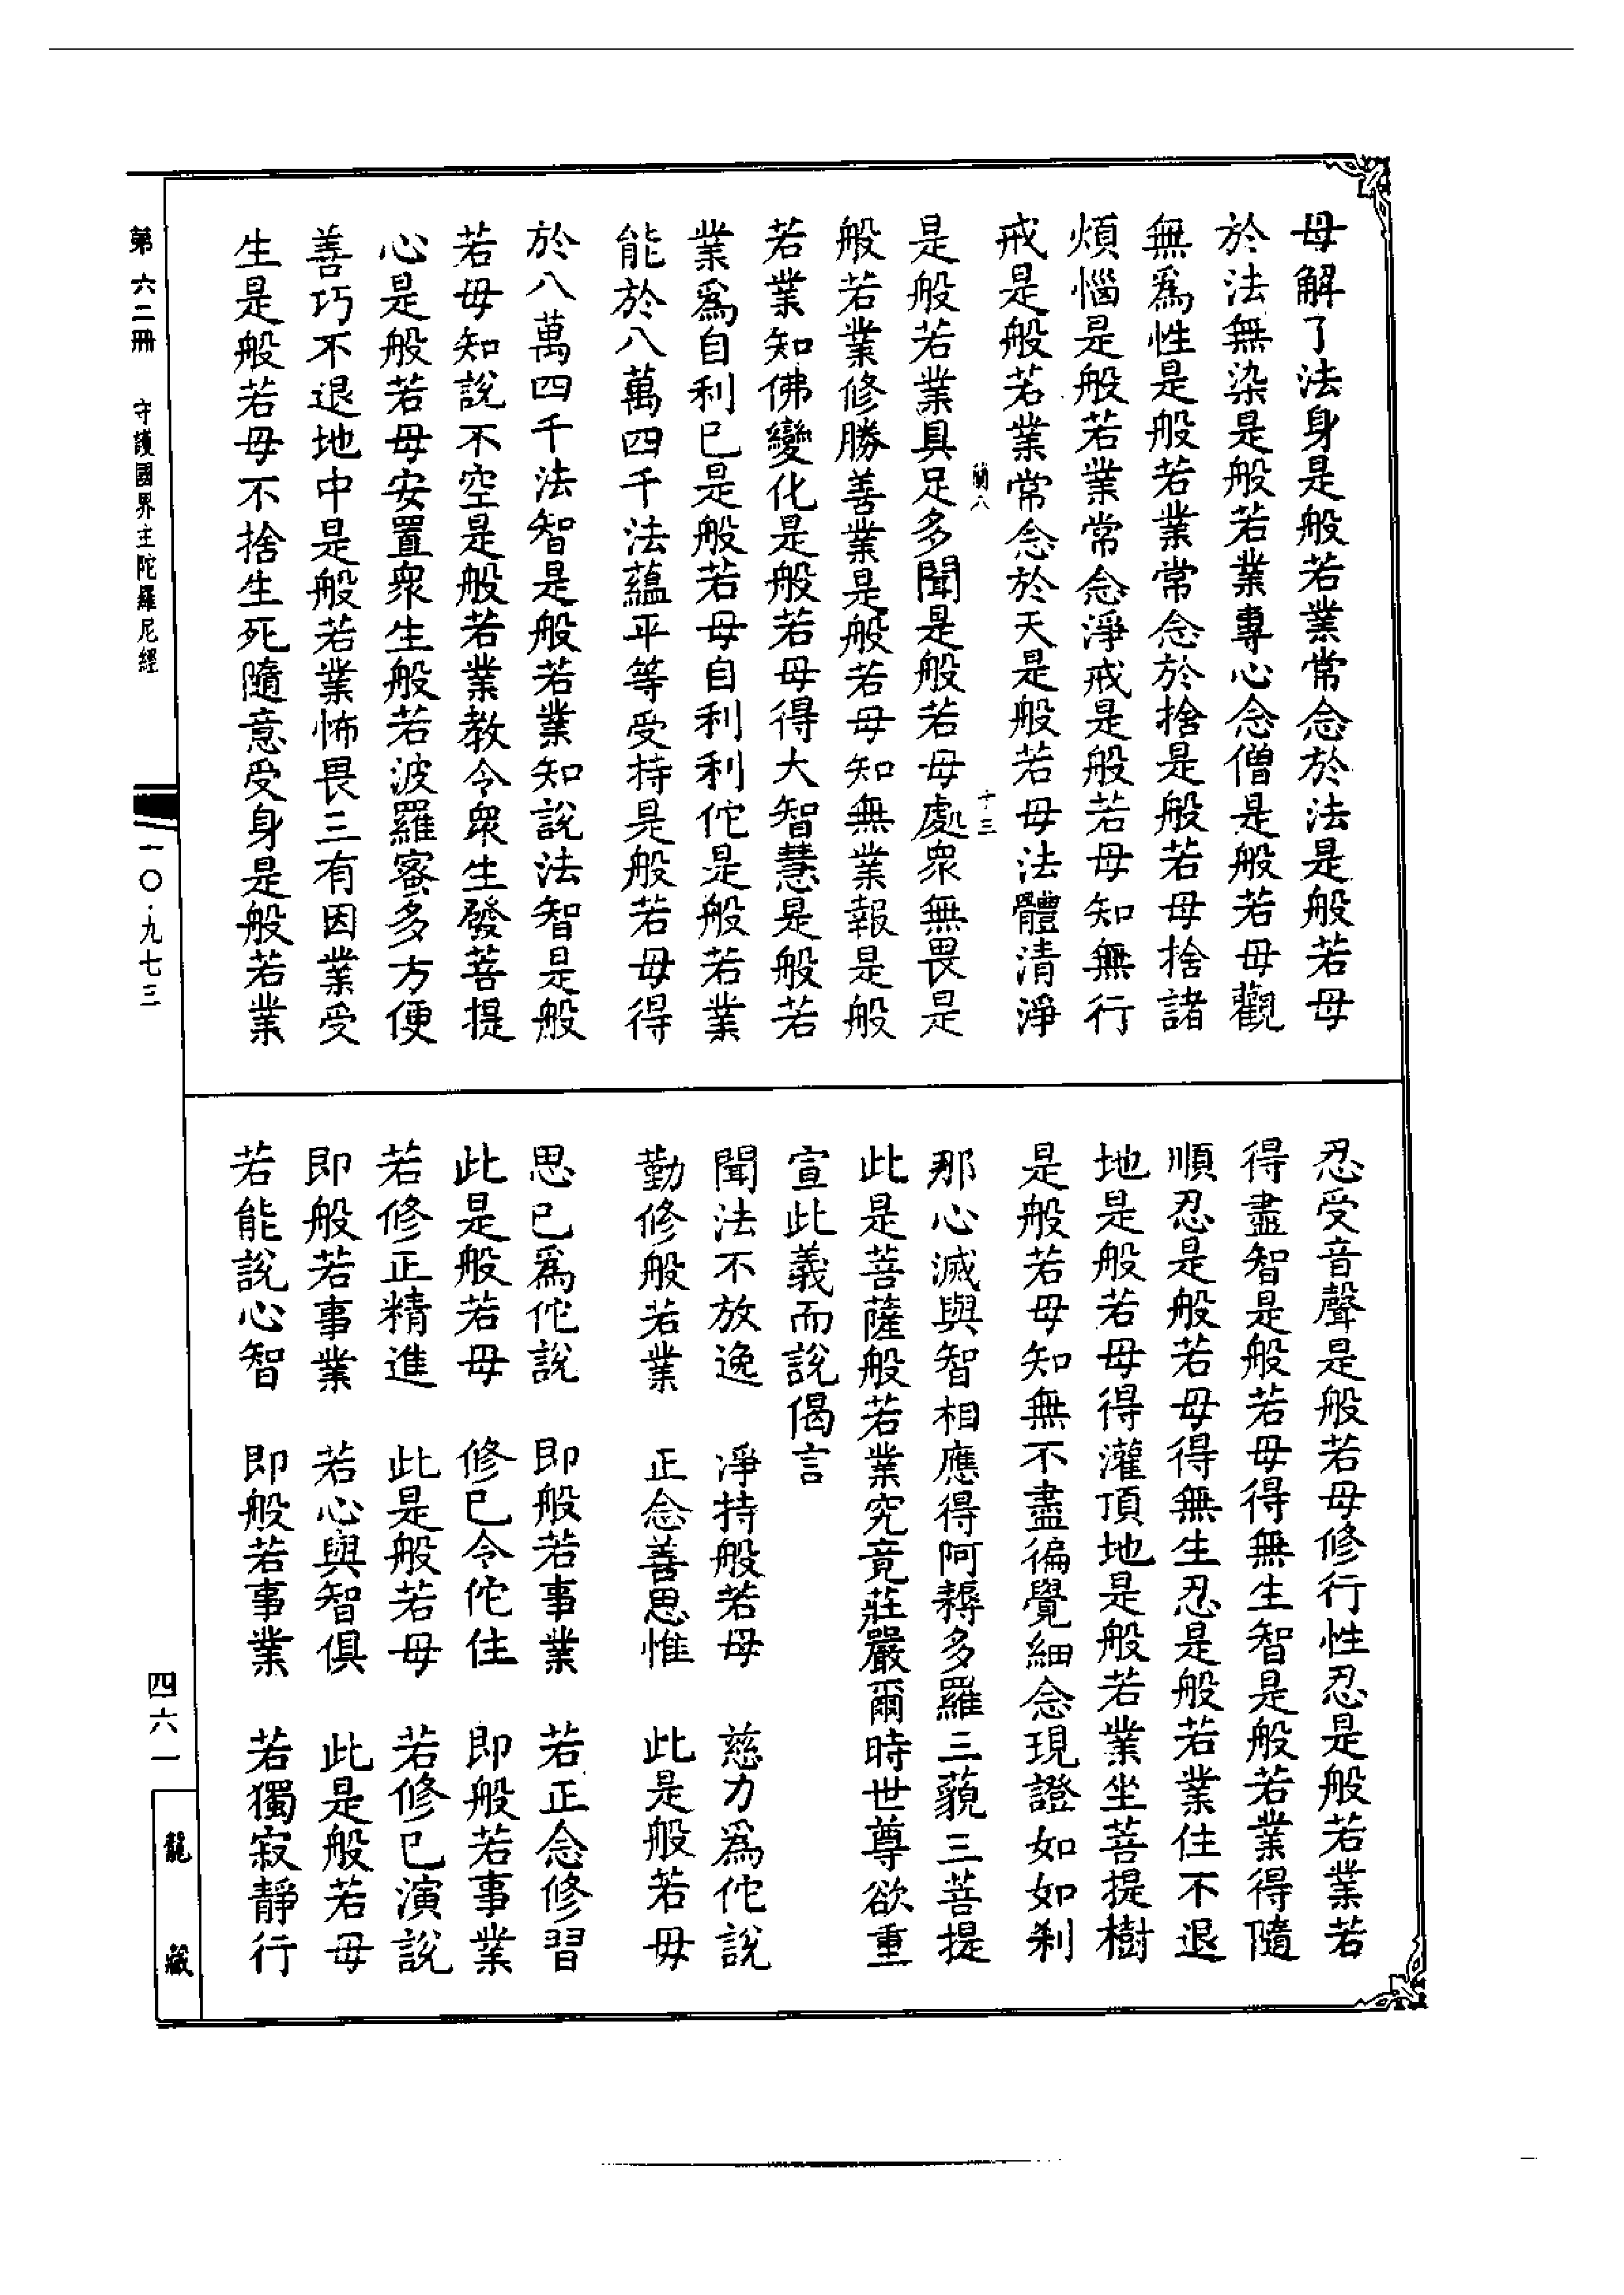 母解了法身是般若業常念於法是般若母
於法無染是般若業專心念僧是般若母觀
無爲性是般若業常念於捨是般若母捨諸
煩惱是般若業常念淨戒是般若母知無行
戒是般若業常念於天是般若母法體清淨
蘭八
十三
是般若業具足多聞是般若母處衆無畏是
般若業修勝善業是般若母知無業報是般
若業知佛變化是般若母得大智慧是般若
業爲自利已是般若母自利利佗是般若業
能於八萬四千法蘊平等受持是般若母得
於八萬四千法智是般若業知說法智是般
若母知說不空是般若業教令衆生發菩提
心是般若母安置衆生般若波羅蜜多方便
善巧不退地中是般若業怖畏三有因業受
生是般若母不捨生死隨意受身是般若業
忍受音聲是般若母修行性忍是般若業若
得盡智是般若母得無生智是般若業得隨
順忍是般若母得無生忍是般若業住不退
地是般若母得灌頂地是般若業坐菩提樹
是般若母知無不盡徧覺細念現證如如刹
那心滅與智相應得阿耨多羅三藐三菩提
此是菩薩般若業究竟莊嚴爾時世尊欲重
宣此義而說偈言
聞法不放逸 淨持般若母 慈力爲佗說
勤修般若業 正念善思惟 此是般若母
思已爲佗說 即般若事業 若正念修習
此是般若母 修已令佗住 即般若事業
若修正精進 此是般若母 若修已演說
即般若事業 若心與智俱 此是般若母
若能說心智 即般若事業 若獨寂靜行
第六二冊 守護國界主陀羅尼經
一〇·九七三
四六一
龍藏